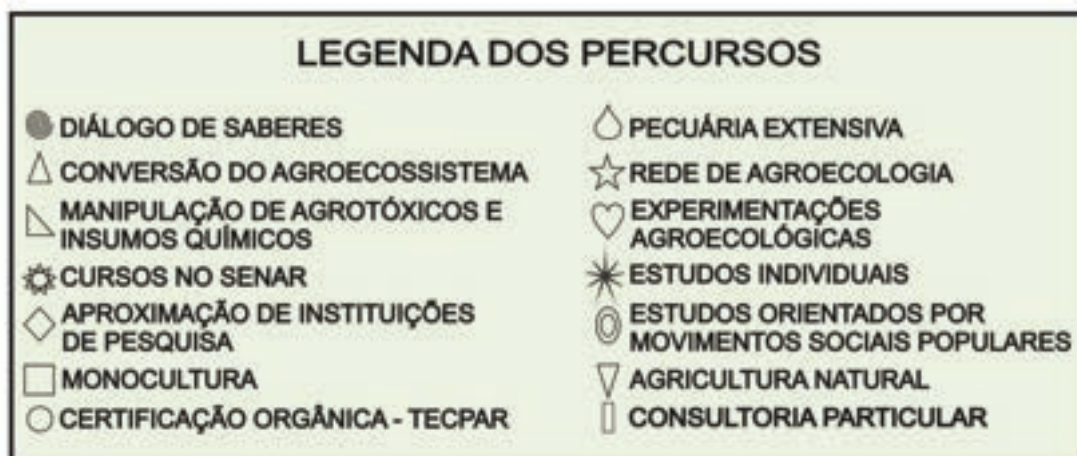 LEGENDA DOS PERCURSOS
DIÁLOGO DE SABERES
CONVERSÃO DO AGROECOSSISTEMA
MANIPULAÇÃO DE AGROTÓXICOS E
INSUMOS QUÍMICOS
CURSOS NO SENAR
APROXIMAÇÃO DE INSTITUIÇÕES
DE PESQUISA
MONOCULTURA
CERTIFICAÇÃO ORGÂNICA - TECPAR
PECUÁRIA EXTENSIVA
REDE DE AGROECOLOGIA
EXPERIMENTAÇÕES
AGROECOLÓGICAS
ESTUDOS INDIVIDUAIS
ESTUDOS ORIENTADOS POR
MOVIMENTOS SOCIAIS POPULARES
AGRICULTURA NATURAL
CONSULTORIA PARTICULAR